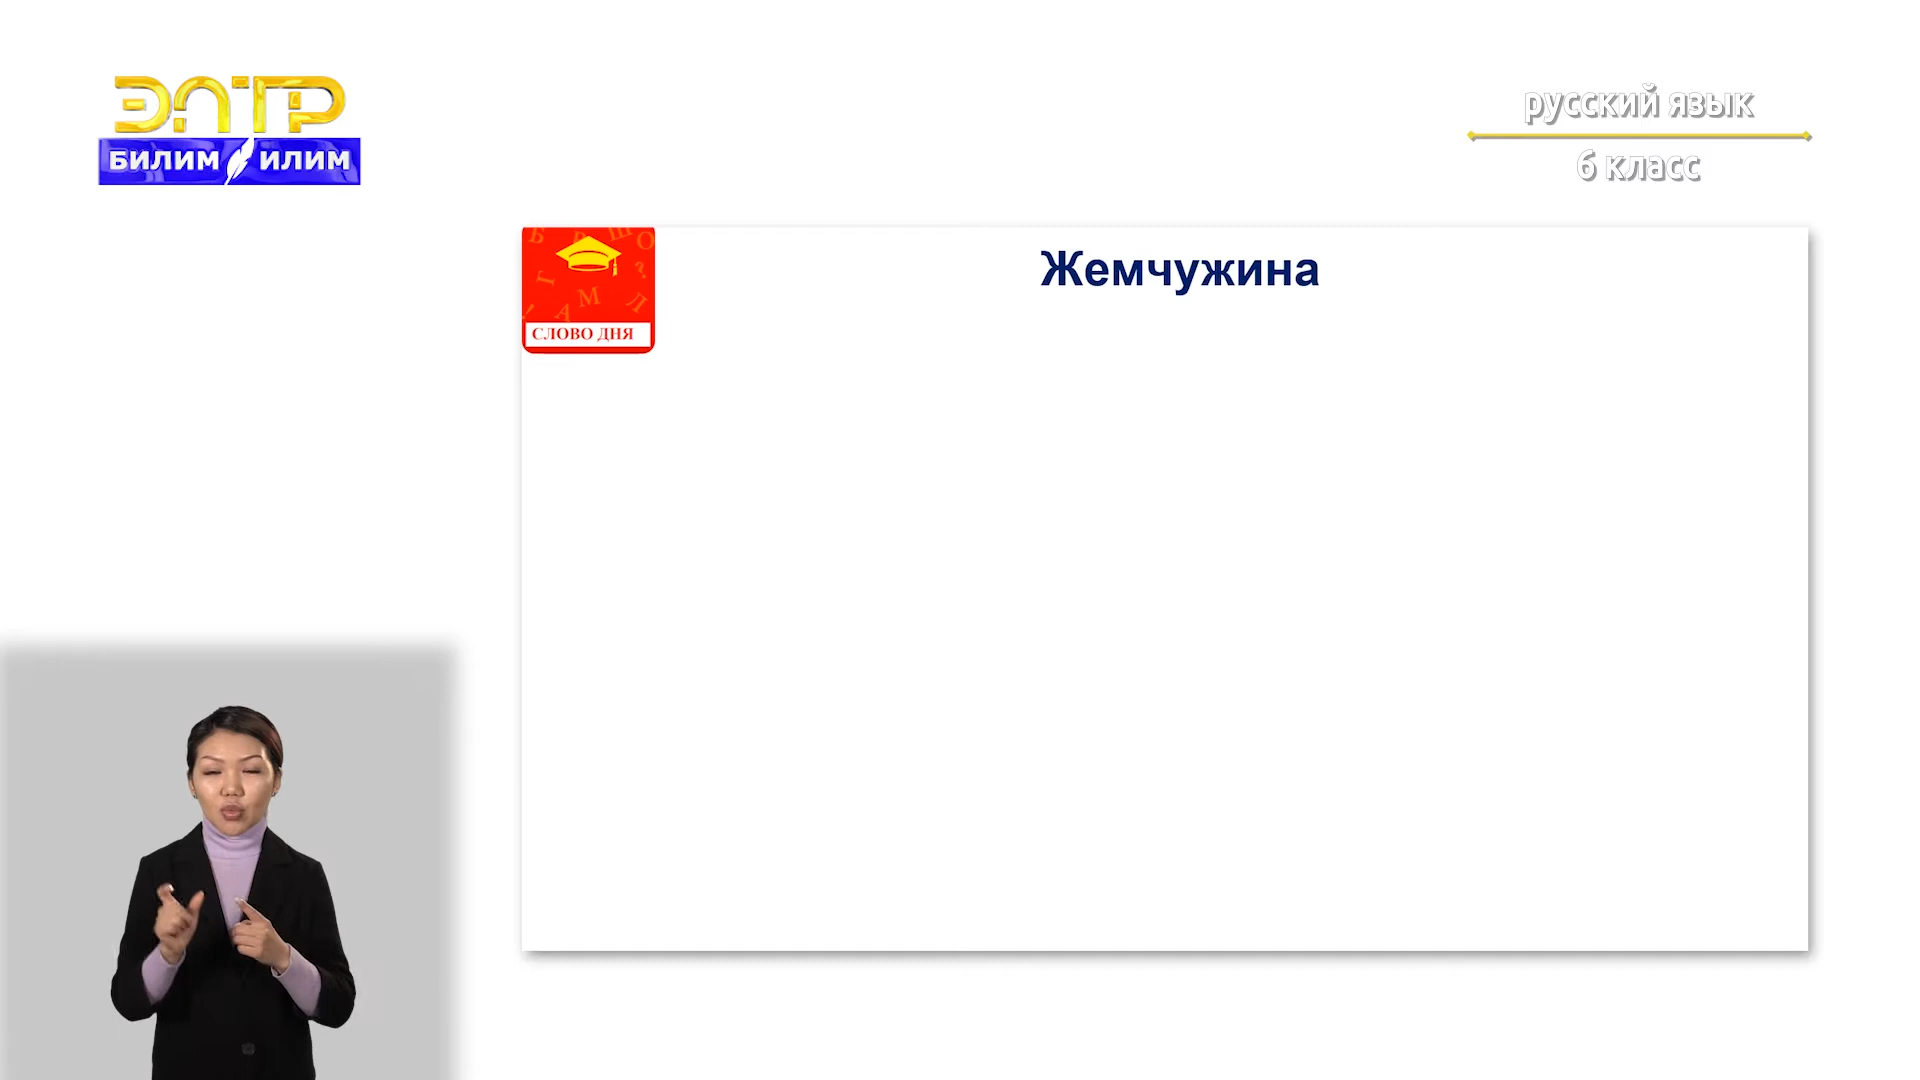 ЭЛТР
БИЛИМ ИЛИМ
русский язык
6 класс
Жемчужина
СЛОВО ДНЯ